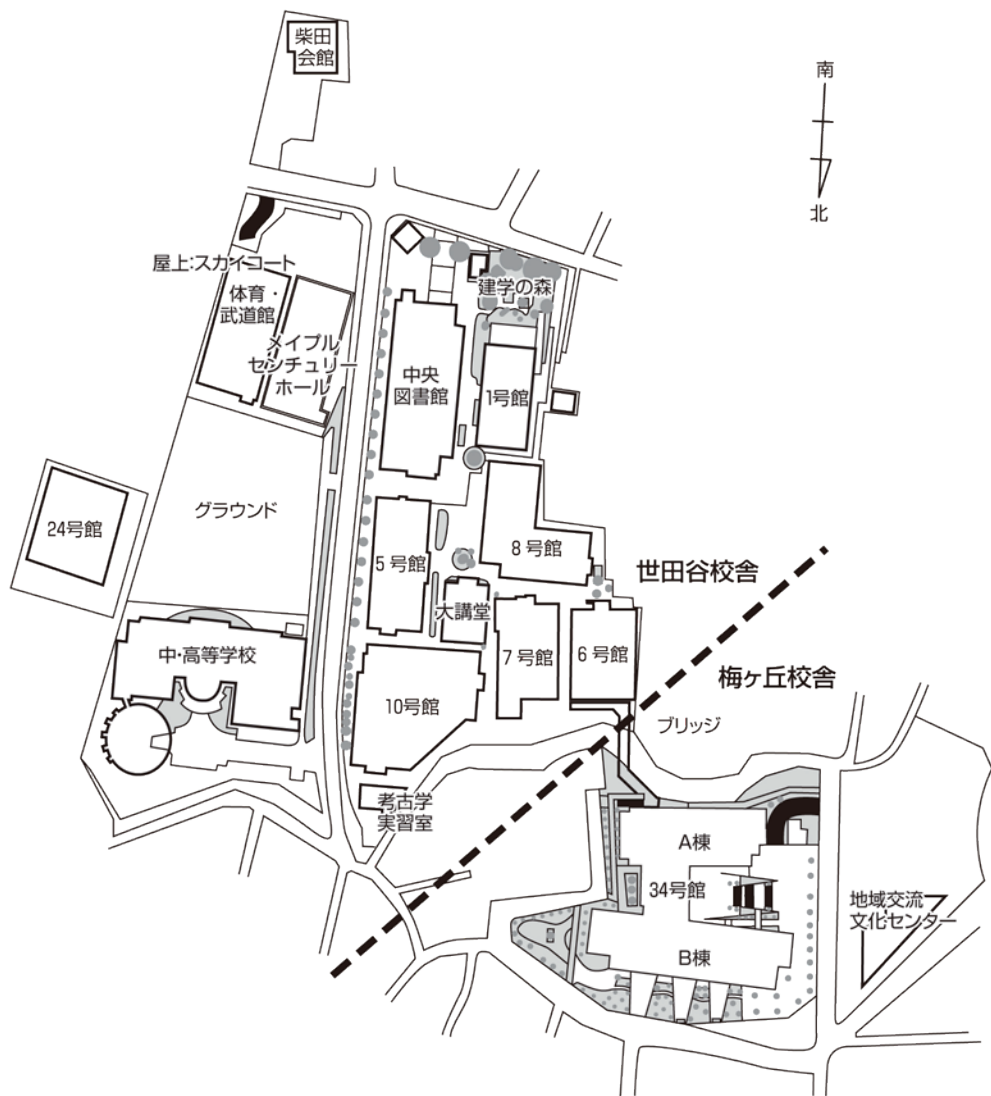 柴田
会館
南
北
屋上:スカイコート
体育・
武道館
メイプル
センチュリー
ホール
建学の森
中央
図書館
1号館
グラウンド
24号館
5号館
8号館
大講堂
世田谷校舎
中・高等学校
7号館
6号館
梅ヶ丘校舎
10号館
ブリッジ
考古学
実習室
A棟
34号館
地域交流
文化センター
B棟